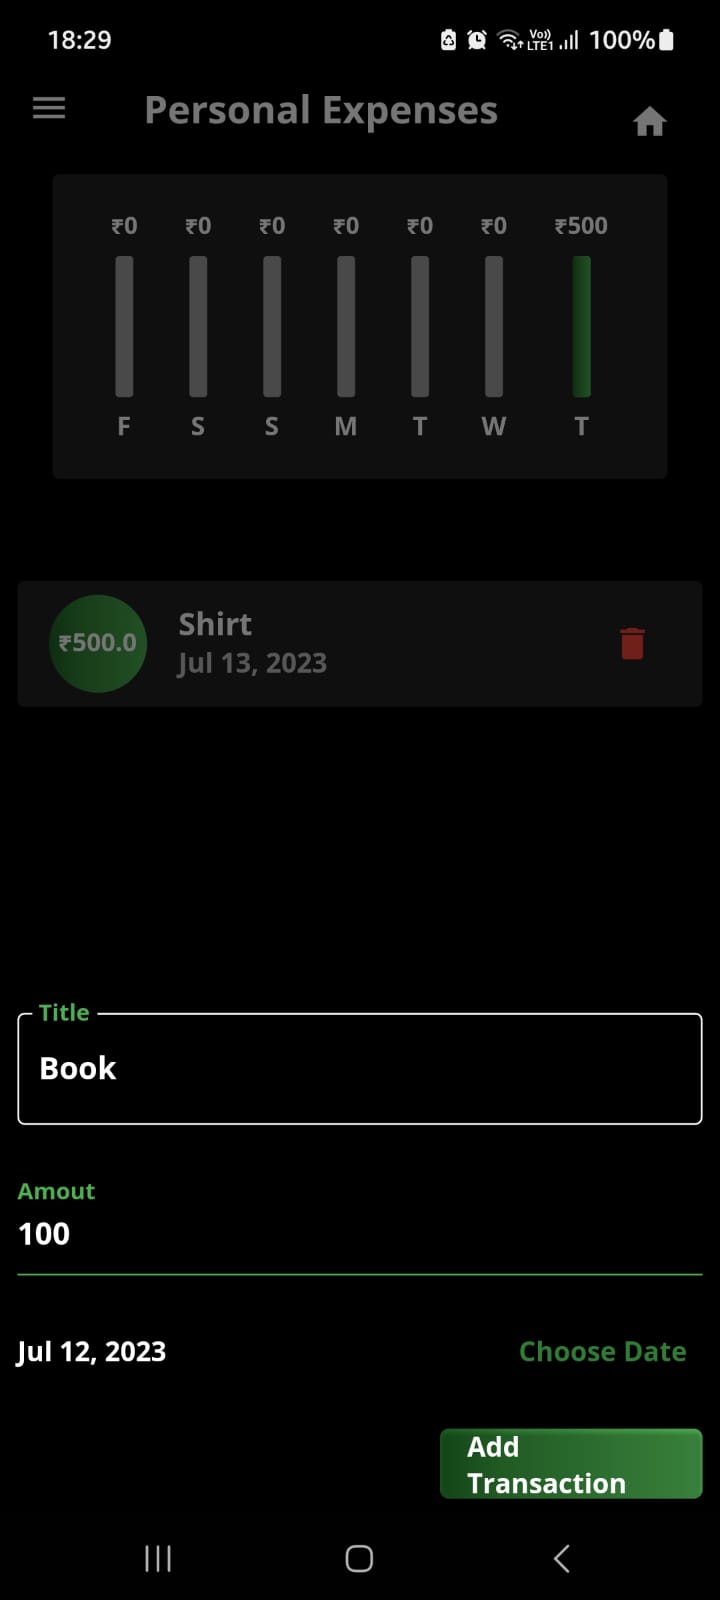 18:29 Vo)) LTE1 100%
Personal Expenses
₹0 ₹0 ₹0 ₹0 ₹0 ₹0 ₹500
F S S M T W T
₹500.0
Shirt
Jul 13, 2023
Title
Book
Amout
100
Jul 12, 2023 Choose Date
Add
Transaction